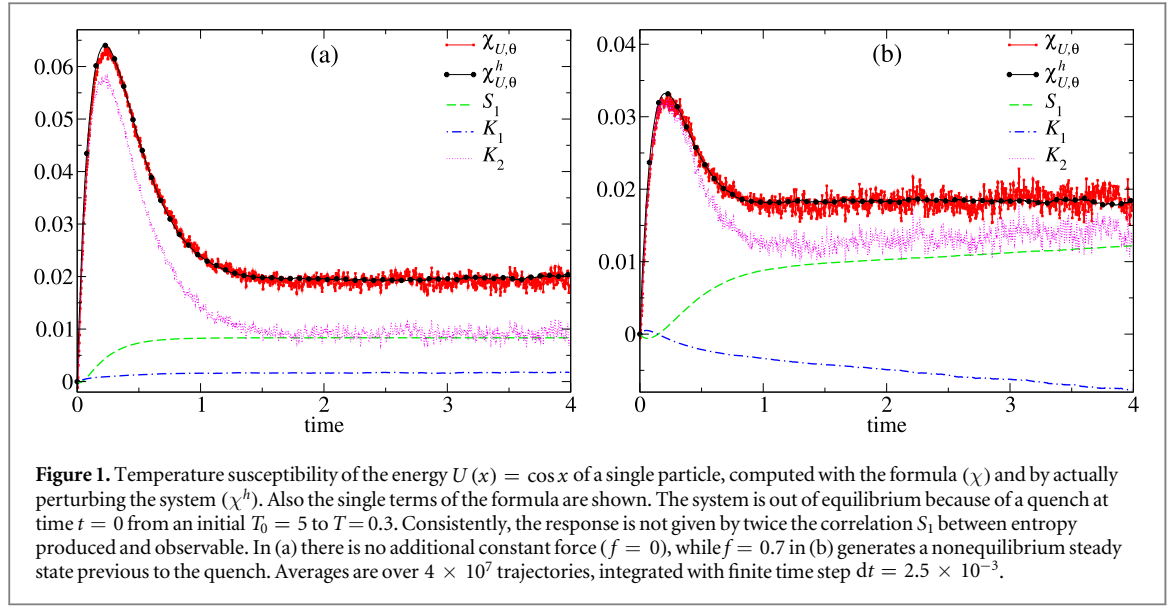 (a)
χ_{U,θ}
χ^h_{U,θ}
S_1
K_1
K_2
0.06
0.05
0.04
0.03
0.02
0.01
0
0 1 2 3 4
time
(b)
χ_{U,θ}
χ^h_{U,θ}
S_1
K_1
K_2
0.04
0.03
0.02
0.01
0
0 1 2 3 4
time
Figure 1. Temperature susceptibility of the energy U (x) = cos x of a single particle, computed with the formula (χ) and by actually
perturbing the system (χ^h). Also the single terms of the formula are shown. The system is out of equilibrium because of a quench at
time t = 0 from an initial T_0 = 5 to T = 0.3. Consistently, the response is not given by twice the correlation S_1 between entropy
produced and observable. In (a) there is no additional constant force (f = 0), while f = 0.7 in (b) generates a nonequilibrium steady
state previous to the quench. Averages are over 4 × 10^7 trajectories, integrated with finite time step dt = 2.5 × 10^{-3}.